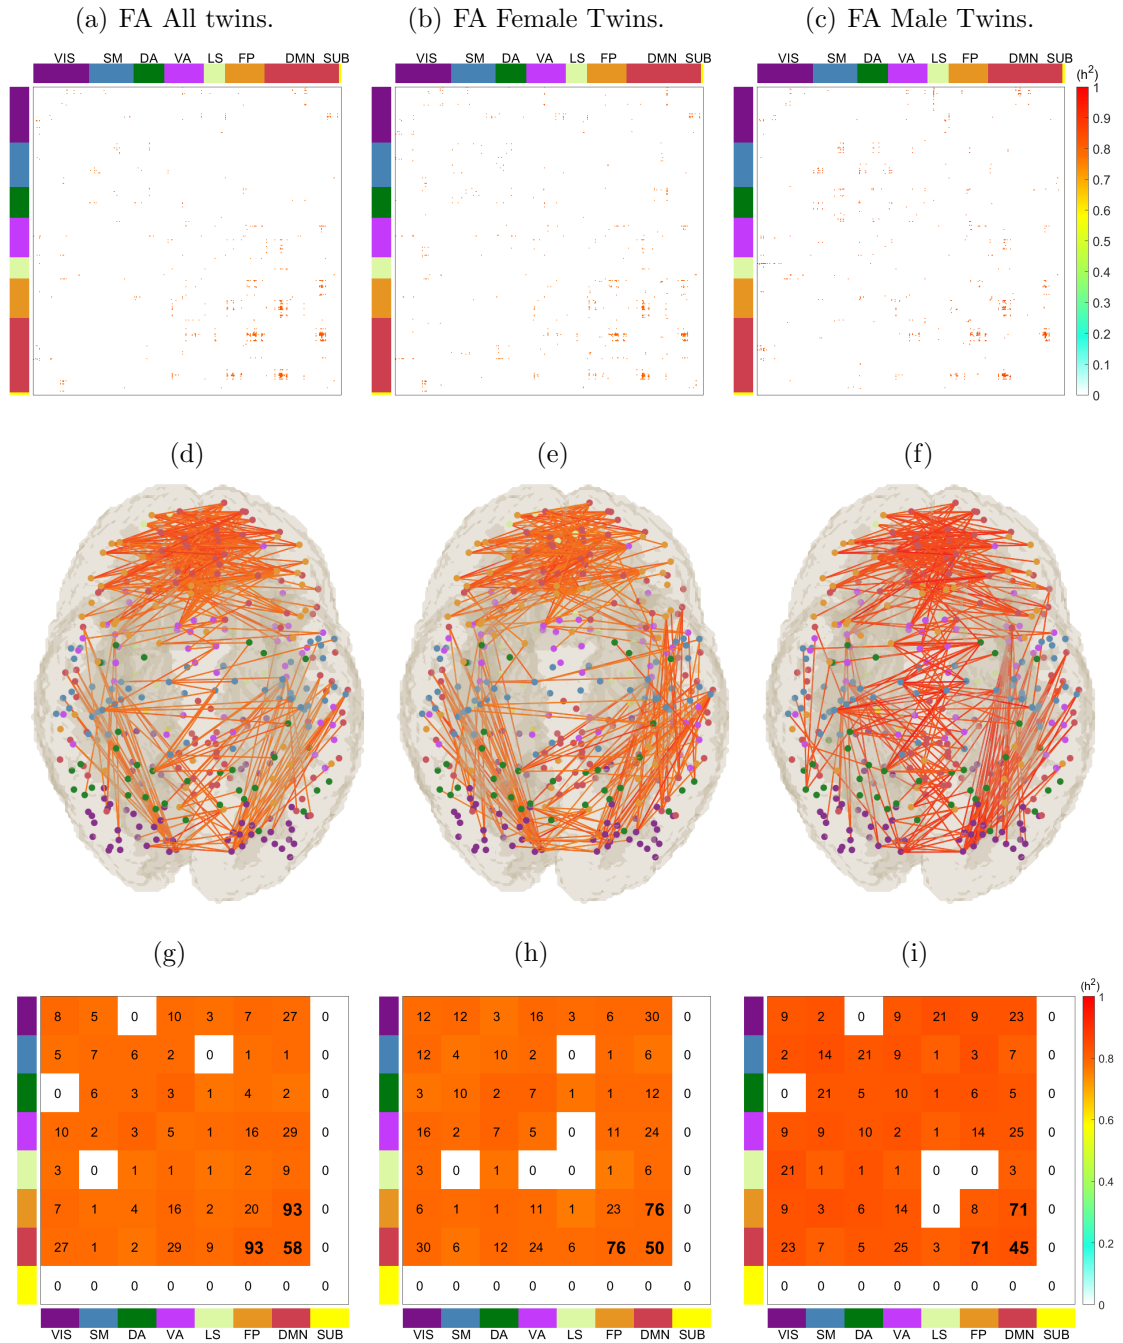 (a) FA All twins.
(b) FA Female Twins.
(c) FA Male Twins.
VIS SM DA VA LS FP DMN SUB
VIS SM DA VA LS FP DMN SUB
VIS SM DA VA LS FP DMN SUB
(h²)
1
0.9
0.8
0.7
0.6
0.5
0.4
0.3
0.2
0.1
0
(d)
(e)
(f)
(g)
8 5 0 10 3 7 27 0
5 7 6 2 0 1 1 0
0 6 3 3 1 4 2 0
10 2 3 5 1 16 29 0
3 0 1 1 1 2 9 0
7 1 4 16 2 20 93 0
27 1 2 29 9 93 58 0
0 0 0 0 0 0 0 0
VIS SM DA VA LS FP DMN SUB
(h)
12 12 3 16 3 6 30 0
12 4 10 2 0 1 6 0
3 10 2 7 1 1 12 0
16 2 7 5 0 11 24 0
3 0 1 0 0 1 6 0
6 1 1 11 1 23 76 0
30 6 12 24 6 76 50 0
0 0 0 0 0 0 0 0
VIS SM DA VA LS FP DMN SUB
(i)
9 2 0 9 21 9 23 0
2 14 21 9 1 3 7 0
0 21 5 10 1 6 5 0
9 9 10 2 1 14 25 0
21 1 1 1 0 0 3 0
9 3 6 14 0 8 71 0
23 7 5 25 3 71 45 0
0 0 0 0 0 0 0 0
VIS SM DA VA LS FP DMN SUB
(h²)
1
0.8
0.6
0.4
0.2
0